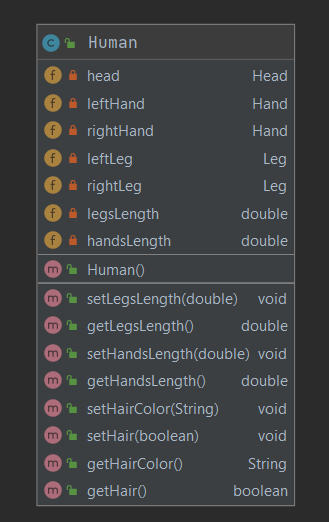 C Human
f head Head
f leftHand Hand
f rightHand Hand
f leftLeg Leg
f rightLeg Leg
f legsLength double
f handsLength double
m Human()
m setLegsLength(double) void
m getLegsLength() double
m setHandsLength(double) void
m getHandsLength() double
m setHairColor(String) void
m setHair(boolean) void
m getHairColor() String
m getHair() boolean